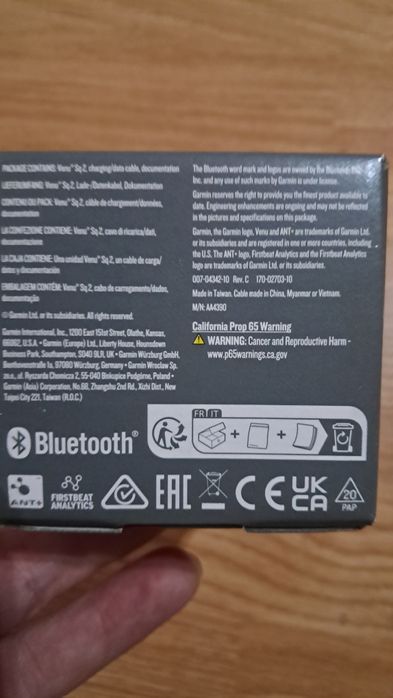 PACKAGE CONTAINS: Venu™ Sq 2, charging/data cable, documentation
LIEFERUMFANG: Venu™ Sq 2, Lade-/Datenkabel, Dokumentation
CONTENU DU PACK: Venu™ Sq 2, câble de chargement/données,
documentation
LA CONFEZIONE CONTIENE: Venu™ Sq 2, cavo di ricarica/dati,
documentazione
LA CAJA CONTIENE: Una unidad Venu™ Sq 2, un cable de carga/
datos y documentación
EMBALAGEM CONTÉM: Venu™ Sq 2, cabo de carregamento/dados,
documentação
© Garmin Ltd. or its subsidiaries. All rights reserved.
Garmin International, Inc., 1200 East 151st Street, Olathe, Kansas,
66062, U.S.A. • Garmin (Europe) Ltd., Liberty House, Hounsdown
Business Park, Southampton, SO40 9LR, UK • Garmin Würzburg GmbH,
Beethovenstraße 1a, 97080 Würzburg, Germany • Garmin Wrocław Sp.
z o.o., ul. Ryszarda Chomicza 2, 55-040 Bielany Podgórne, Poland •
Garmin (Asia) Corporation, No.68, Zhangshu 2nd Rd., Xizhi Dist., New
Taipei City 221, Taiwan (R.O.C.)
The Bluetooth word mark and logos are owned by the Bluetooth SIG,
Inc. and any use of such marks by Garmin is under license.
Garmin reserves the right to provide you the finest product available to
date. Engineering enhancements are ongoing and may not be reflected
in the pictures and specifications on this package.
Garmin, the Garmin logo, Venu and ANT+ are trademarks of Garmin Ltd.
or its subsidiaries and are registered in one or more countries, including
the U.S. The ANT+ logo, Firstbeat Analytics and the Firstbeat Analytics
logo are trademarks of Garmin Ltd. or its subsidiaries.
007-04342-10 Rev. C 170-02703-10
Made in Taiwan. Cable made in China, Myanmar or Vietnam.
M/N: AA4390
California Prop 65 Warning
WARNING: Cancer and Reproductive Harm -
www.p65warnings.ca.gov
FR IT
+ + →
Bluetooth®
ANT+
FIRSTBEAT
ANALYTICS
EAC
CE
UK
CA
20
PAP